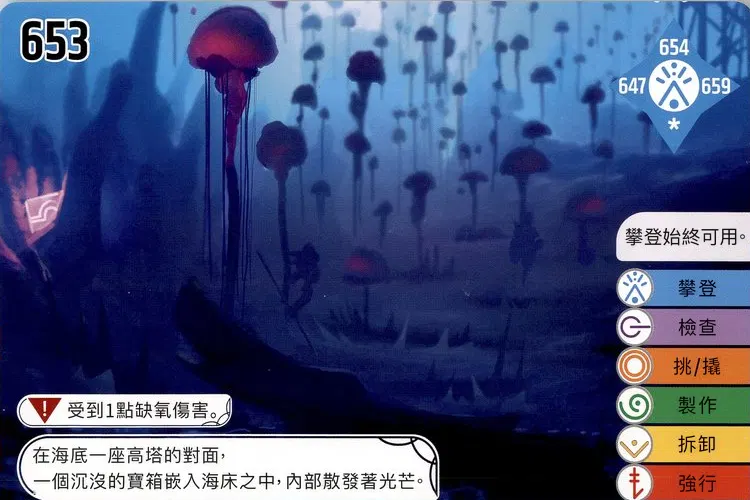 653
654
647
659
*
攀登始終可用。
攀登
檢查
挑/撬
製作
拆卸
強行
! 受到1點缺氧傷害。
在海底一座高塔的對面,
一個沉沒的寶箱嵌入海床之中,內部散發著光芒。